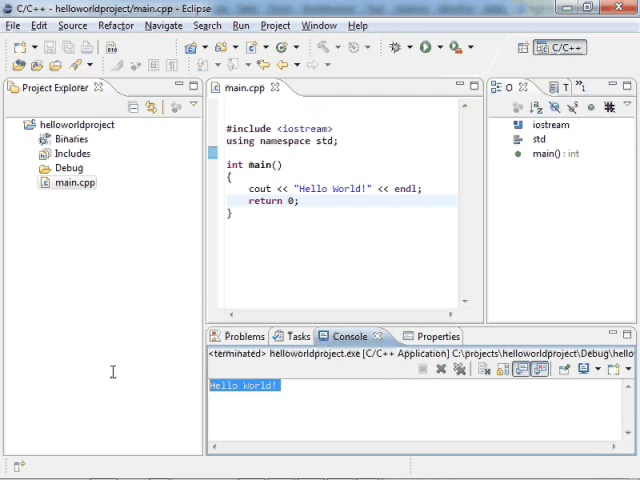 C/C++ - helloworldproject/main.cpp - Eclipse
File Edit Source Refactor Navigate Search Run Project Window Help
C/C++
Project Explorer
main.cpp
O
T
»1
helloworldproject
Binaries
Includes
Debug
main.cpp
#include <iostream>
using namespace std;
int main()
{
cout << "Hello World!" << endl;
return 0;
}
iostream
std
main() : int
Problems Tasks Console Properties
<terminated> helloworldproject.exe [C/C++ Application] C:\projects\helloworldproject\Debug\hello
Hello World!